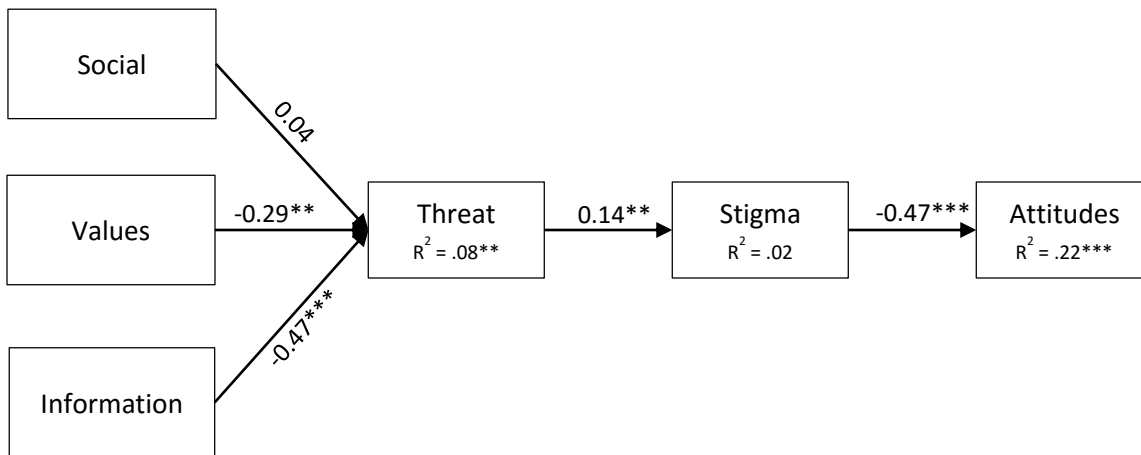 Social
0.04
Values
-0.29**
Threat
R² = .08**
0.14**
Stigma
R² = .02
-0.47***
Attitudes
R² = .22***
-0.47***
Information